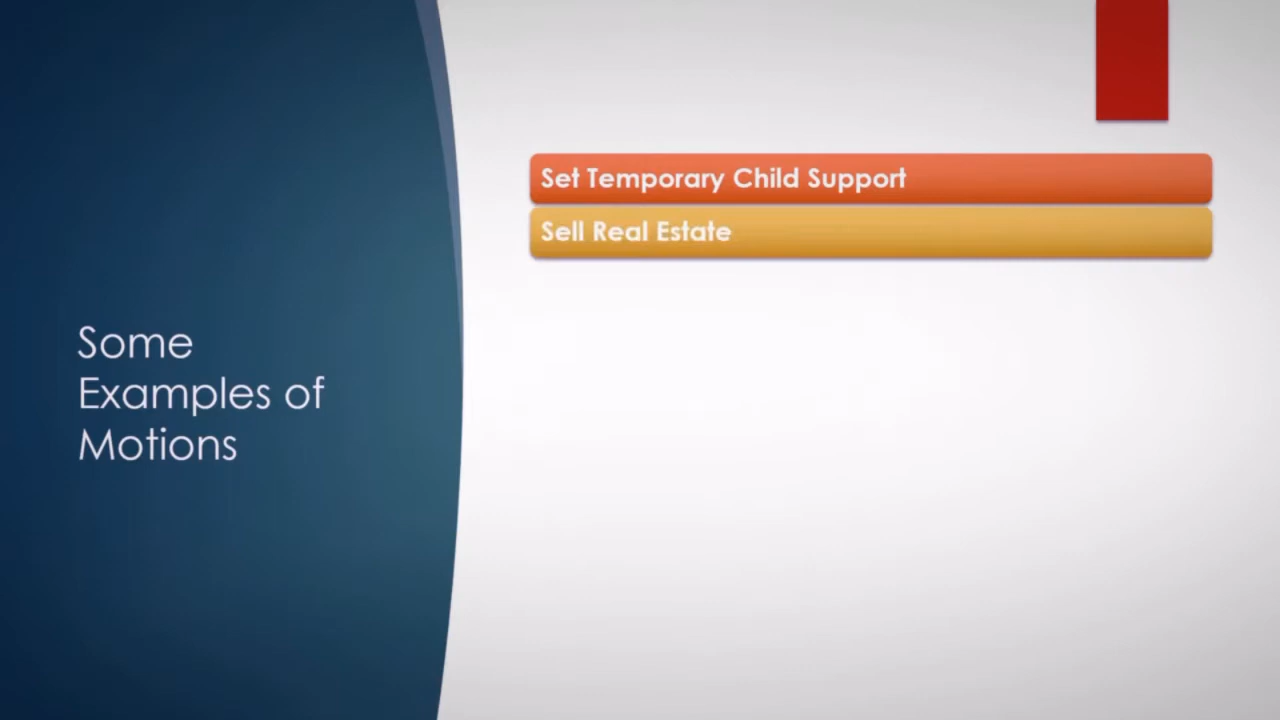 Some
Examples of
Motions
Set Temporary Child Support
Sell Real Estate